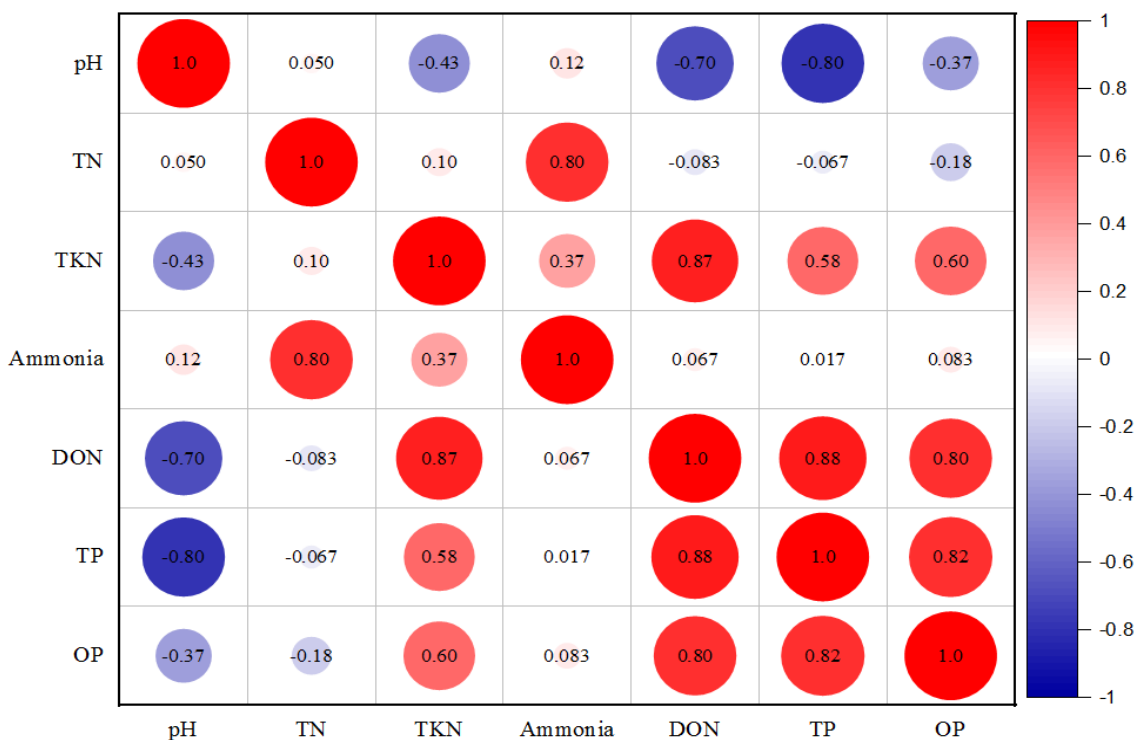 pH 1.0 0.050 -0.43 0.12 -0.70 -0.80 -0.37
TN 0.050 1.0 0.10 0.80 -0.083 -0.067 -0.18
TKN -0.43 0.10 1.0 0.37 0.87 0.58 0.60
Ammonia 0.12 0.80 0.37 1.0 0.067 0.017 0.083
DON -0.70 -0.083 0.87 0.067 1.0 0.88 0.80
TP -0.80 -0.067 0.58 0.017 0.88 1.0 0.82
OP -0.37 -0.18 0.60 0.083 0.80 0.82 1.0
pH TN TKN Ammonia DON TP OP
1
0.8
0.6
0.4
0.2
0
-0.2
-0.4
-0.6
-0.8
-1